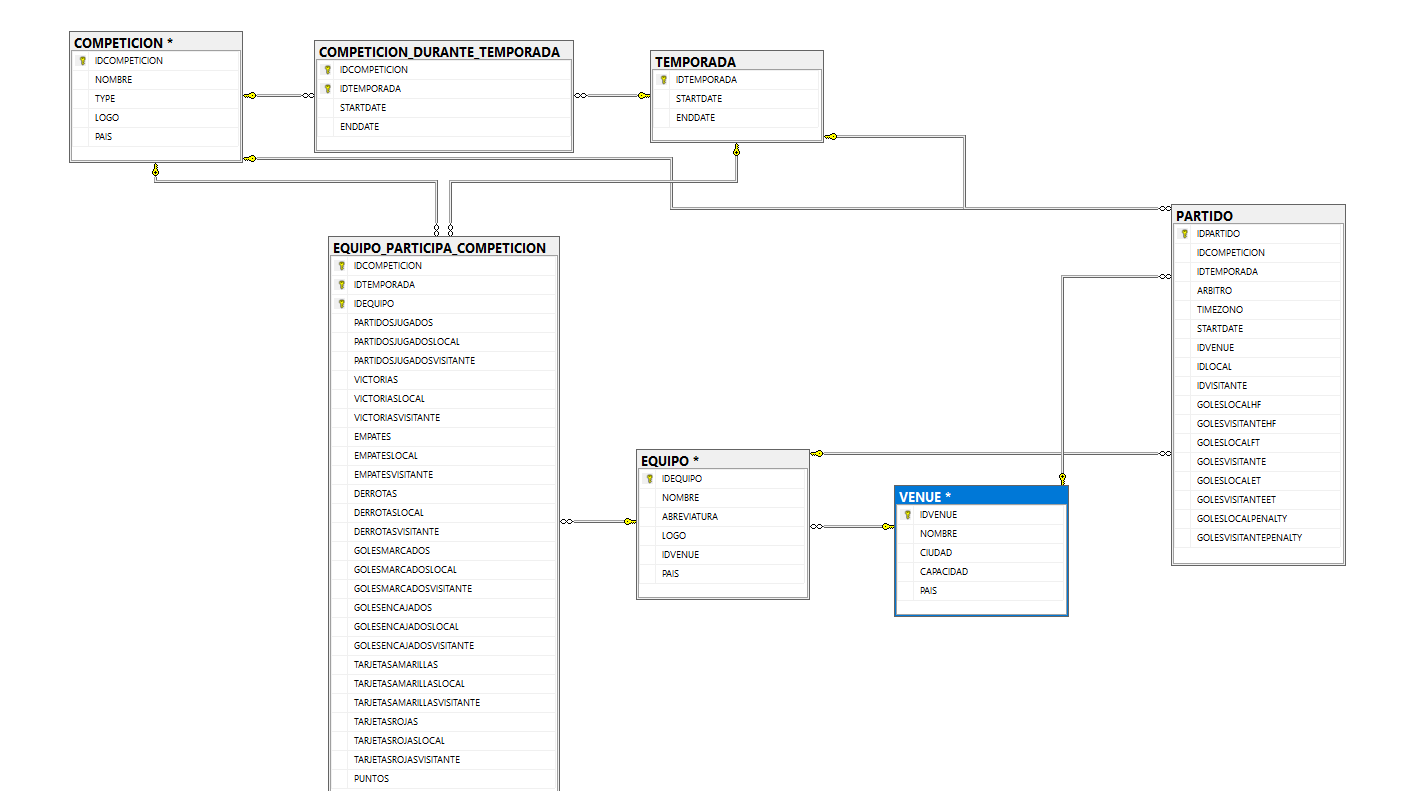 COMPETICION *
IDCOMPETICION
NOMBRE
TYPE
LOGO
PAIS
COMPETICION_DURANTE_TEMPORADA
IDCOMPETICION
IDTEMPORADA
STARTDATE
ENDDATE
TEMPORADA
IDTEMPORADA
STARTDATE
ENDDATE
PARTIDO
IDPARTIDO
IDCOMPETICION
IDTEMPORADA
ARBITRO
TIMEZONO
STARTDATE
IDVENUE
IDLOCAL
IDVISITANTE
GOLESLOCALHF
GOLESVISITANTEHF
GOLESLOCALFT
GOLESVISITANTE
GOLESLOCALET
GOLESVISITANTEET
GOLESLOCALPENALTY
GOLESVISITANTEPENALTY
EQUIPO_PARTICIPA_COMPETICION
IDCOMPETICION
IDTEMPORADA
IDEQUIPO
PARTIDOSJUGADOS
PARTIDOSJUGADOSLOCAL
PARTIDOSJUGADOSVISITANTE
VICTORIAS
VICTORIASLOCAL
VICTORIASVISITANTE
EMPATES
EMPATESLOCAL
EMPATESVISITANTE
DERROTAS
DERROTASLOCAL
DERROTASVISITANTE
GOLESMARCADOS
GOLESMARCADOSLOCAL
GOLESMARCADOSVISITANTE
GOLESENCAJADOS
GOLESENCAJADOSLOCAL
GOLESENCAJADOSVISITANTE
TARJETASAMARILLAS
TARJETASAMARILLASLOCAL
TARJETASAMARILLASVISITANTE
TARJETASROJAS
TARJETASROJASLOCAL
TARJETASROJASVISITANTE
PUNTOS
EQUIPO *
IDEQUIPO
NOMBRE
ABREVIATURA
LOGO
IDVENUE
PAIS
VENUE *
IDVENUE
NOMBRE
CIUDAD
CAPACIDAD
PAIS